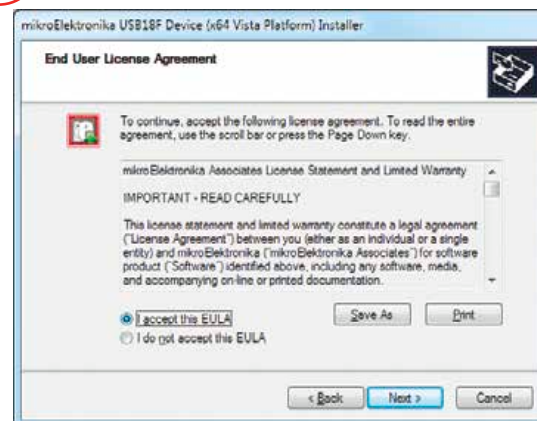 mikroElektronika USB18F Device (x64 Vista Platform) Installer
End User License Agreement
To continue, accept the following license agreement. To read the entire
agreement, use the scroll bar or press the Page Down key.
mikroElektronika Associates License Statement and Limited Warranty
IMPORTANT - READ CAREFULLY
This license statement and limited warranty constitute a legal agreement
("License Agreement") between you (either as an individual or a single
entity) and mikroElektronika ("mikroElektronika Associates") for software
product ("Software") identified above, including any software, media,
and accompanying on-line or printed documentation.
I accept this EULA
Save As
Print
I do not accept this EULA
< Back
Next >
Cancel